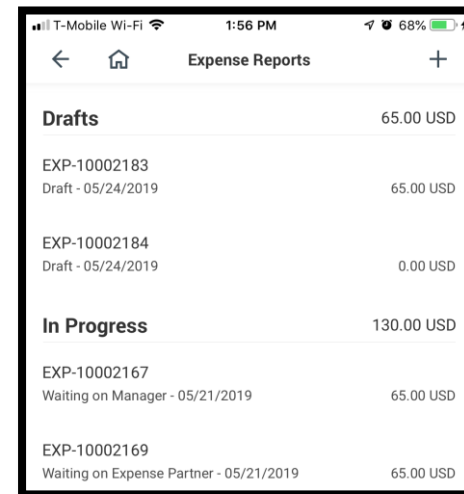 T-Mobile Wi-Fi 1:56 PM 68%
Expense Reports +
Drafts 65.00 USD
EXP-10002183
Draft - 05/24/2019 65.00 USD
EXP-10002184
Draft - 05/24/2019 0.00 USD
In Progress 130.00 USD
EXP-10002167
Waiting on Manager - 05/21/2019 65.00 USD
EXP-10002169
Waiting on Expense Partner - 05/21/2019 65.00 USD